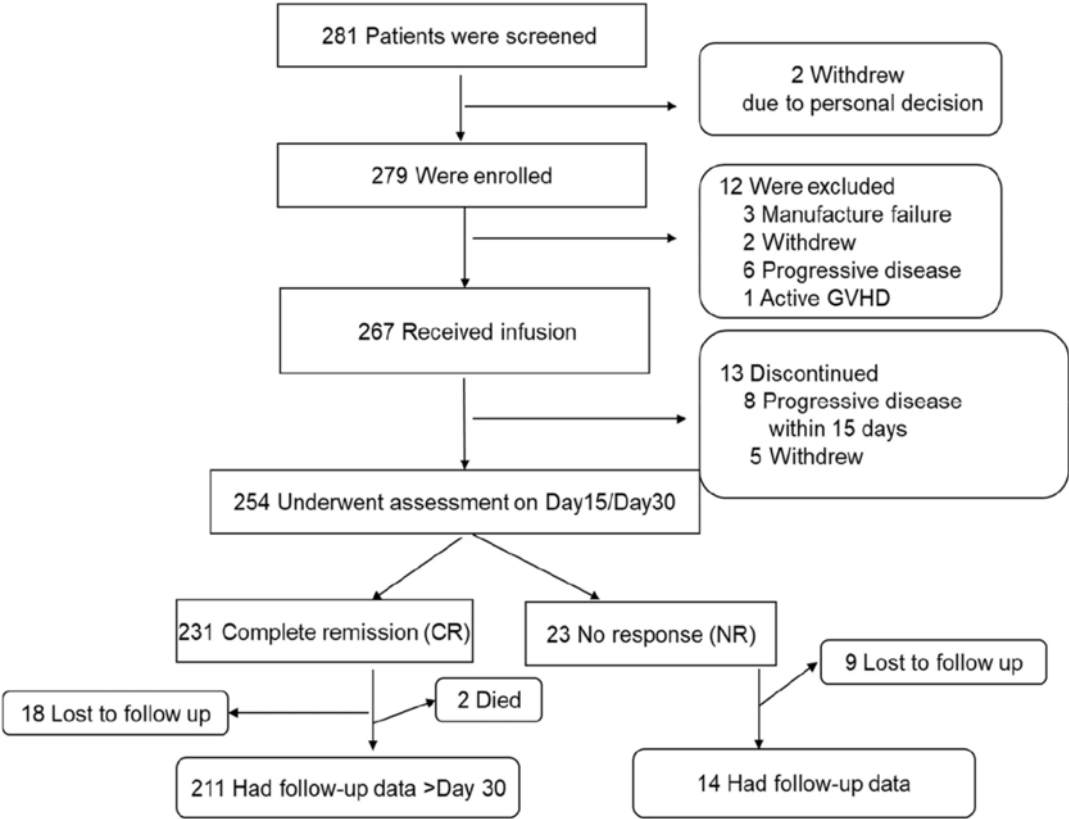 281 Patients were screened
2 Withdrew
due to personal decision
279 Were enrolled
12 Were excluded
3 Manufacture failure
2 Withdrew
6 Progressive disease
1 Active GVHD
267 Received infusion
13 Discontinued
8 Progressive disease
within 15 days
5 Withdrew
254 Underwent assessment on Day15/Day30
231 Complete remission (CR)
23 No response (NR)
9 Lost to follow up
2 Died
18 Lost to follow up
211 Had follow-up data >Day 30
14 Had follow-up data